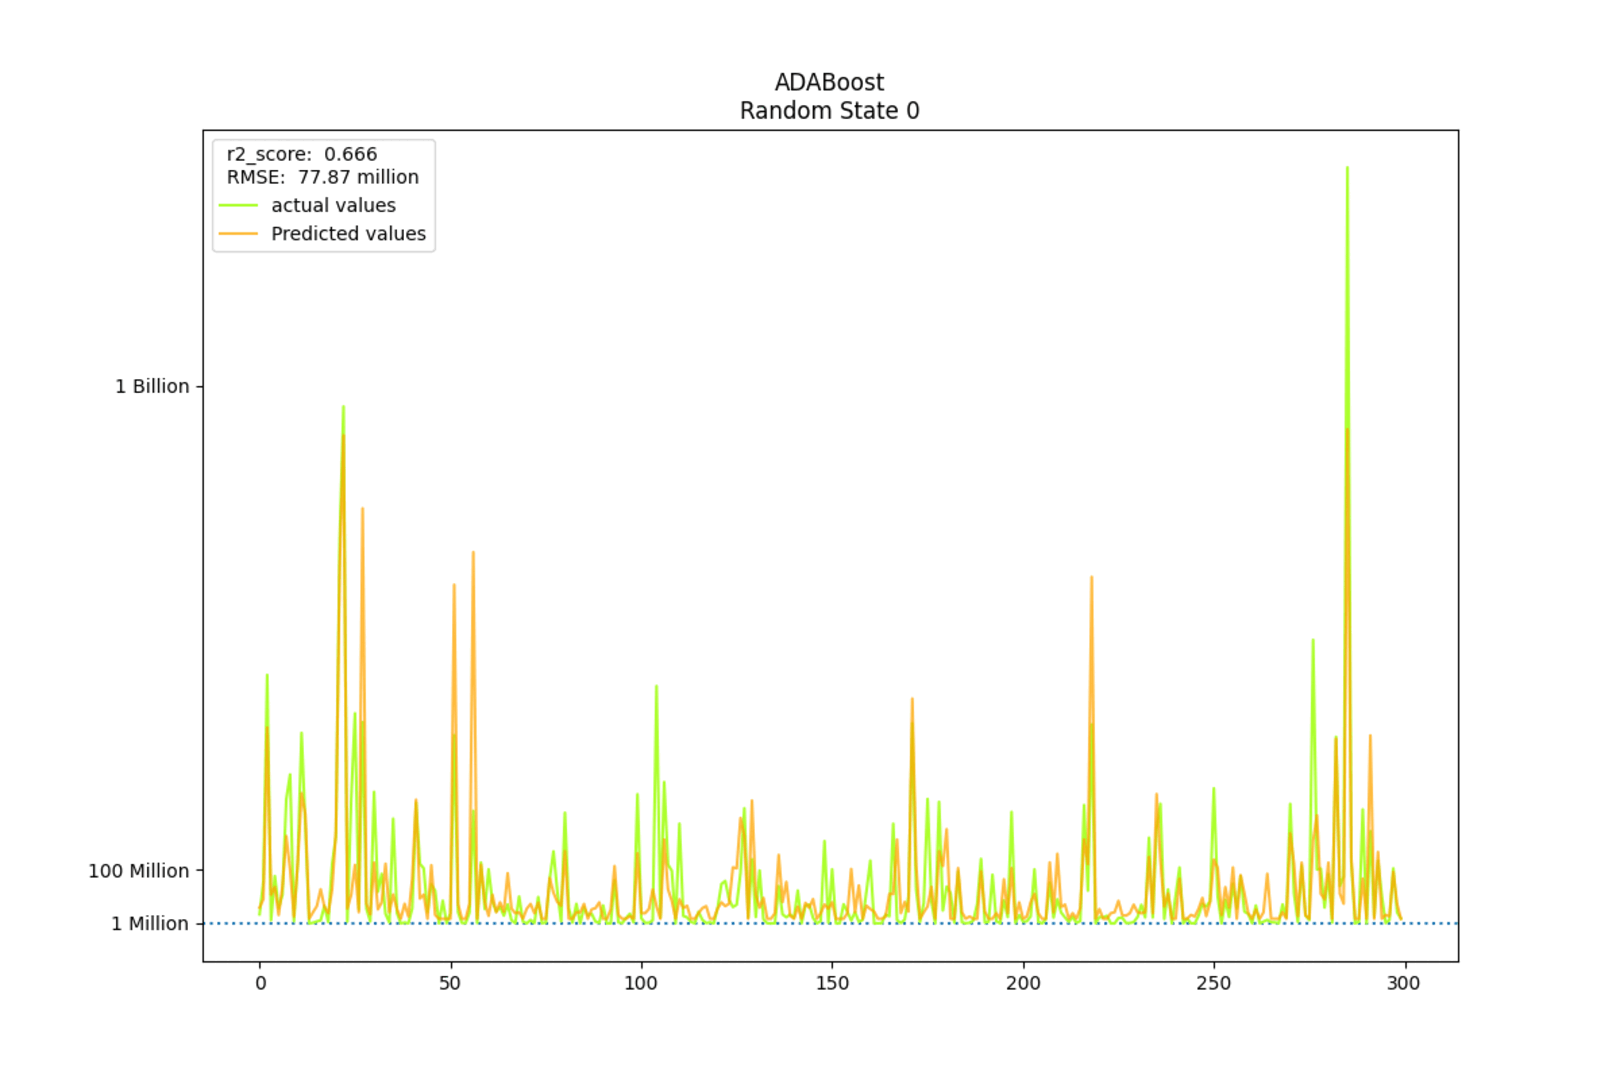 ADABoost
Random State 0
r2_score:  0.666
RMSE:  77.87 million
actual values
Predicted values
1 Billion
100 Million
1 Million
0 50 100 150 200 250 300